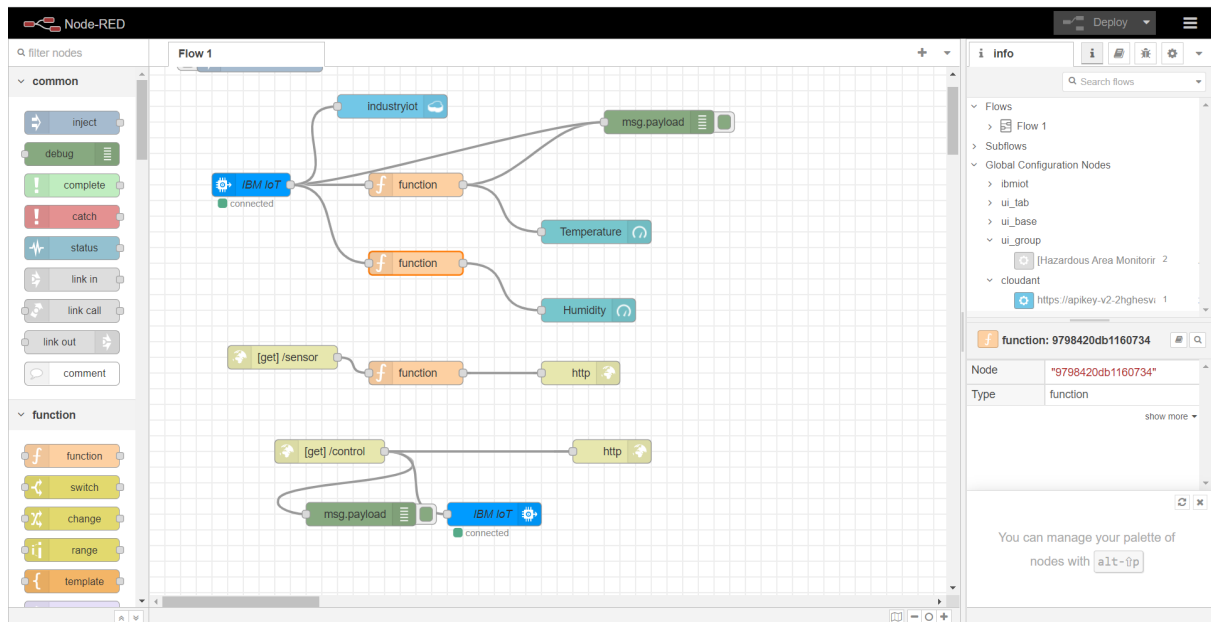 Node-RED
Deploy
filter nodes
Flow 1
i info
i
Search flows
common
inject
debug
complete
catch
status
link in
link call
link out
comment
function
function
switch
change
range
template
industryiot
msg.payload
IBM IoT
connected
function
Temperature
function
Humidity
[get] /sensor
function
http
[get] /control
http
msg.payload
IBM IoT
connected
Flows
Flow 1
Subflows
Global Configuration Nodes
ibmiot
ui_tab
ui_base
ui_group
[Hazardous Area Monitorir 2
cloudant
https://apikey-v2-2hghesv 1
function: 9798420db1160734
Node "9798420db1160734"
Type function
show more
You can manage your palette of
nodes with alt-⇧p